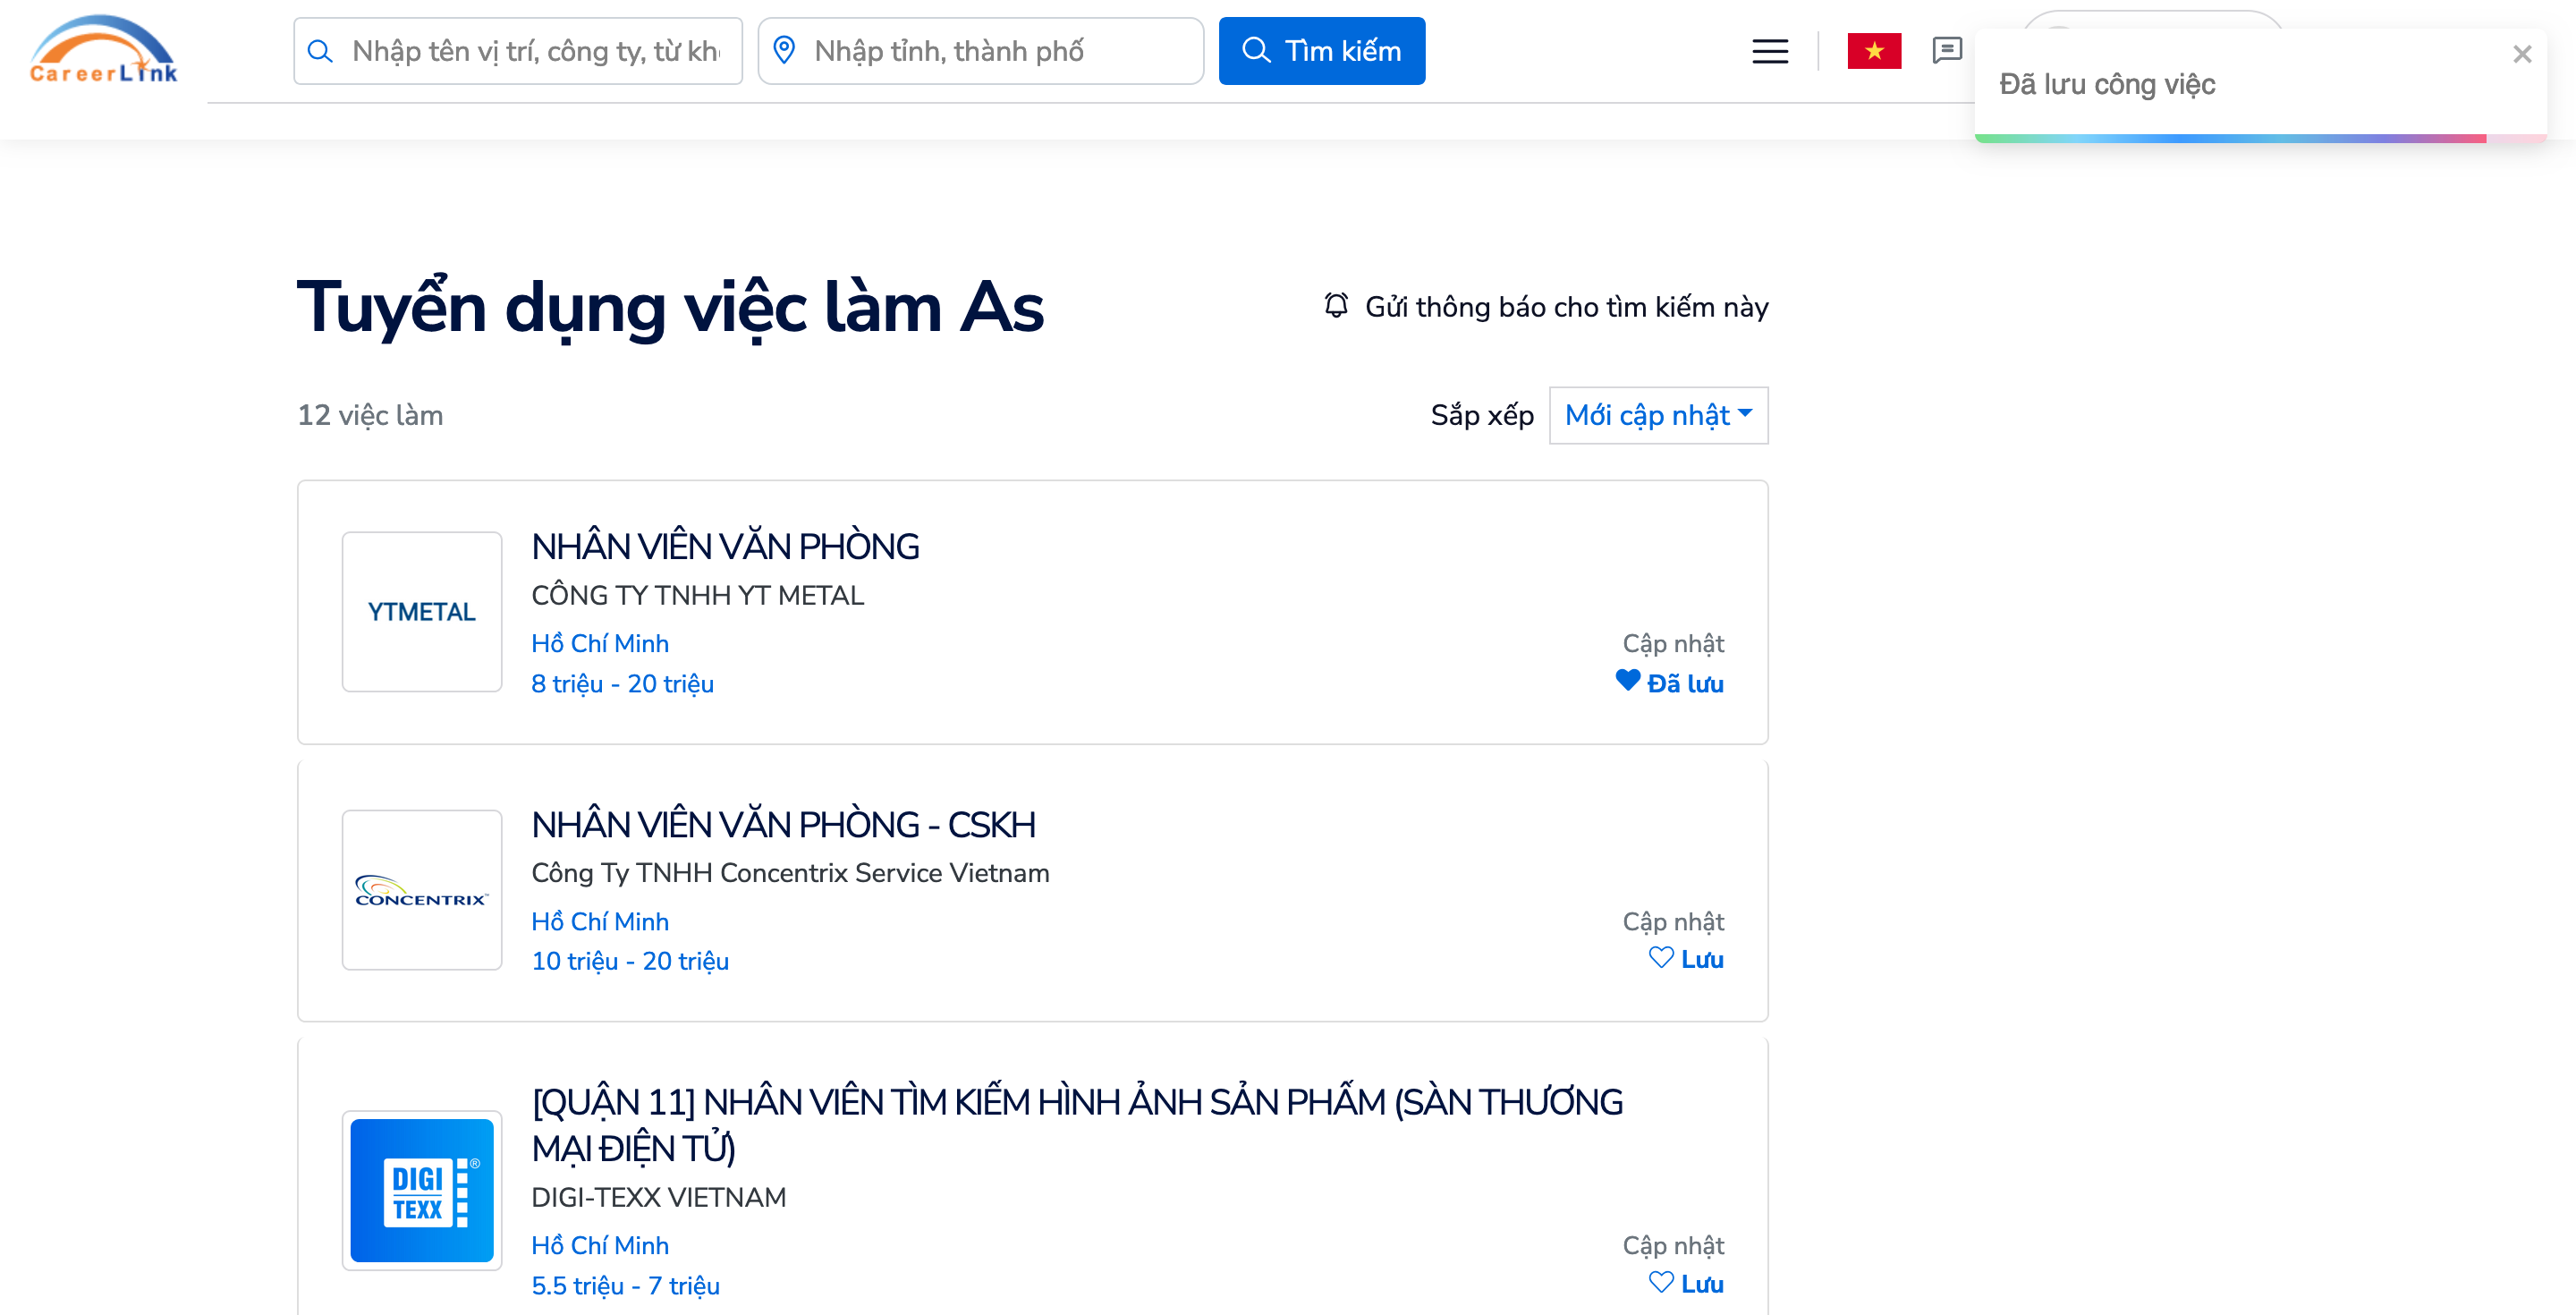 CareerLink
Nhập tên vị trí, công ty, từ kh
Nhập tỉnh, thành phố
Tìm kiếm
Đã lưu công việc
Tuyển dụng việc làm As
Gửi thông báo cho tìm kiếm này
12 việc làm
Sắp xếp
Mới cập nhật
YTMETAL
NHÂN VIÊN VĂN PHÒNG
CÔNG TY TNHH YT METAL
Hồ Chí Minh
Cập nhật
8 triệu - 20 triệu
Đã lưu
CONCENTRIX™
NHÂN VIÊN VĂN PHÒNG - CSKH
Công Ty TNHH Concentrix Service Vietnam
Hồ Chí Minh
Cập nhật
10 triệu - 20 triệu
Lưu
DIGI
TEXX
®
[QUẬN 11] NHÂN VIÊN TÌM KIẾM HÌNH ẢNH SẢN PHẨM (SÀN THƯƠNG
MẠI ĐIỆN TỬ)
DIGI-TEXX VIETNAM
Hồ Chí Minh
Cập nhật
5.5 triệu - 7 triệu
Lưu